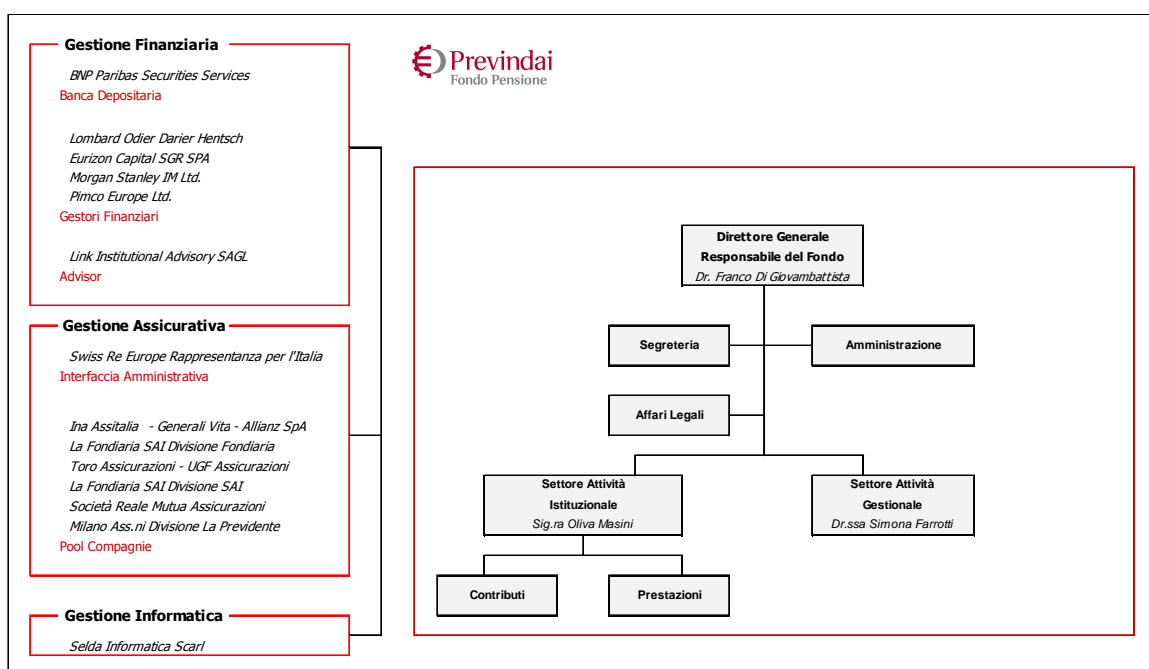 Gestione Finanziaria
BNP Paribas Securities Services
Banca Depositaria
Lombard Odier Darier Hentsch
Eurizon Capital SGR SPA
Morgan Stanley IM Ltd.
Pimco Europe Ltd.
Gestori Finanziari
Link Institutional Advisory SAGL
Advisor
Gestione Assicurativa
Swiss Re Europe Rappresentanza per l'Italia
Interfaccia Amministrativa
Ina Assitalia - Generali Vita - Allianz SpA
La Fondiaria SAI Divisione Fondiaria
Toro Assicurazioni - UGF Assicurazioni
La Fondiaria SAI Divisione SAI
Società Reale Mutua Assicurazioni
Milano Ass.ni Divisione La Previdente
Pool Compagnie
Gestione Informatica
Selda Informatica Scarl
Previndai
Fondo Pensione
Direttore Generale
Responsabile del Fondo
Dr. Franco Di Giovambattista
Segreteria
Amministrazione
Affari Legali
Settore Attività
Istituzionale
Sig.ra Oliva Masini
Settore Attività
Gestionale
Dr.ssa Simona Farrotti
Contributi
Prestazioni